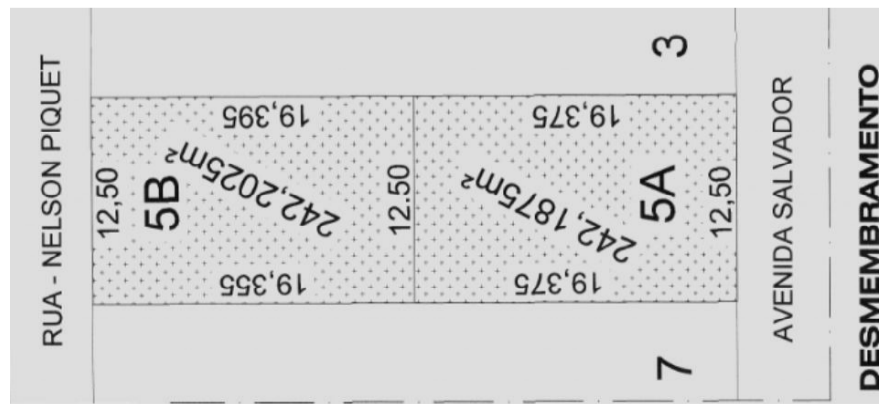 RUA - NELSON PIQUET
12,50
5B
19,395
242,2025m²
19,355
12.50
3
19,375
242,1875m²
19,375
5A
12,50
7
AVENIDA SALVADOR
DESMEMBRAMENTO